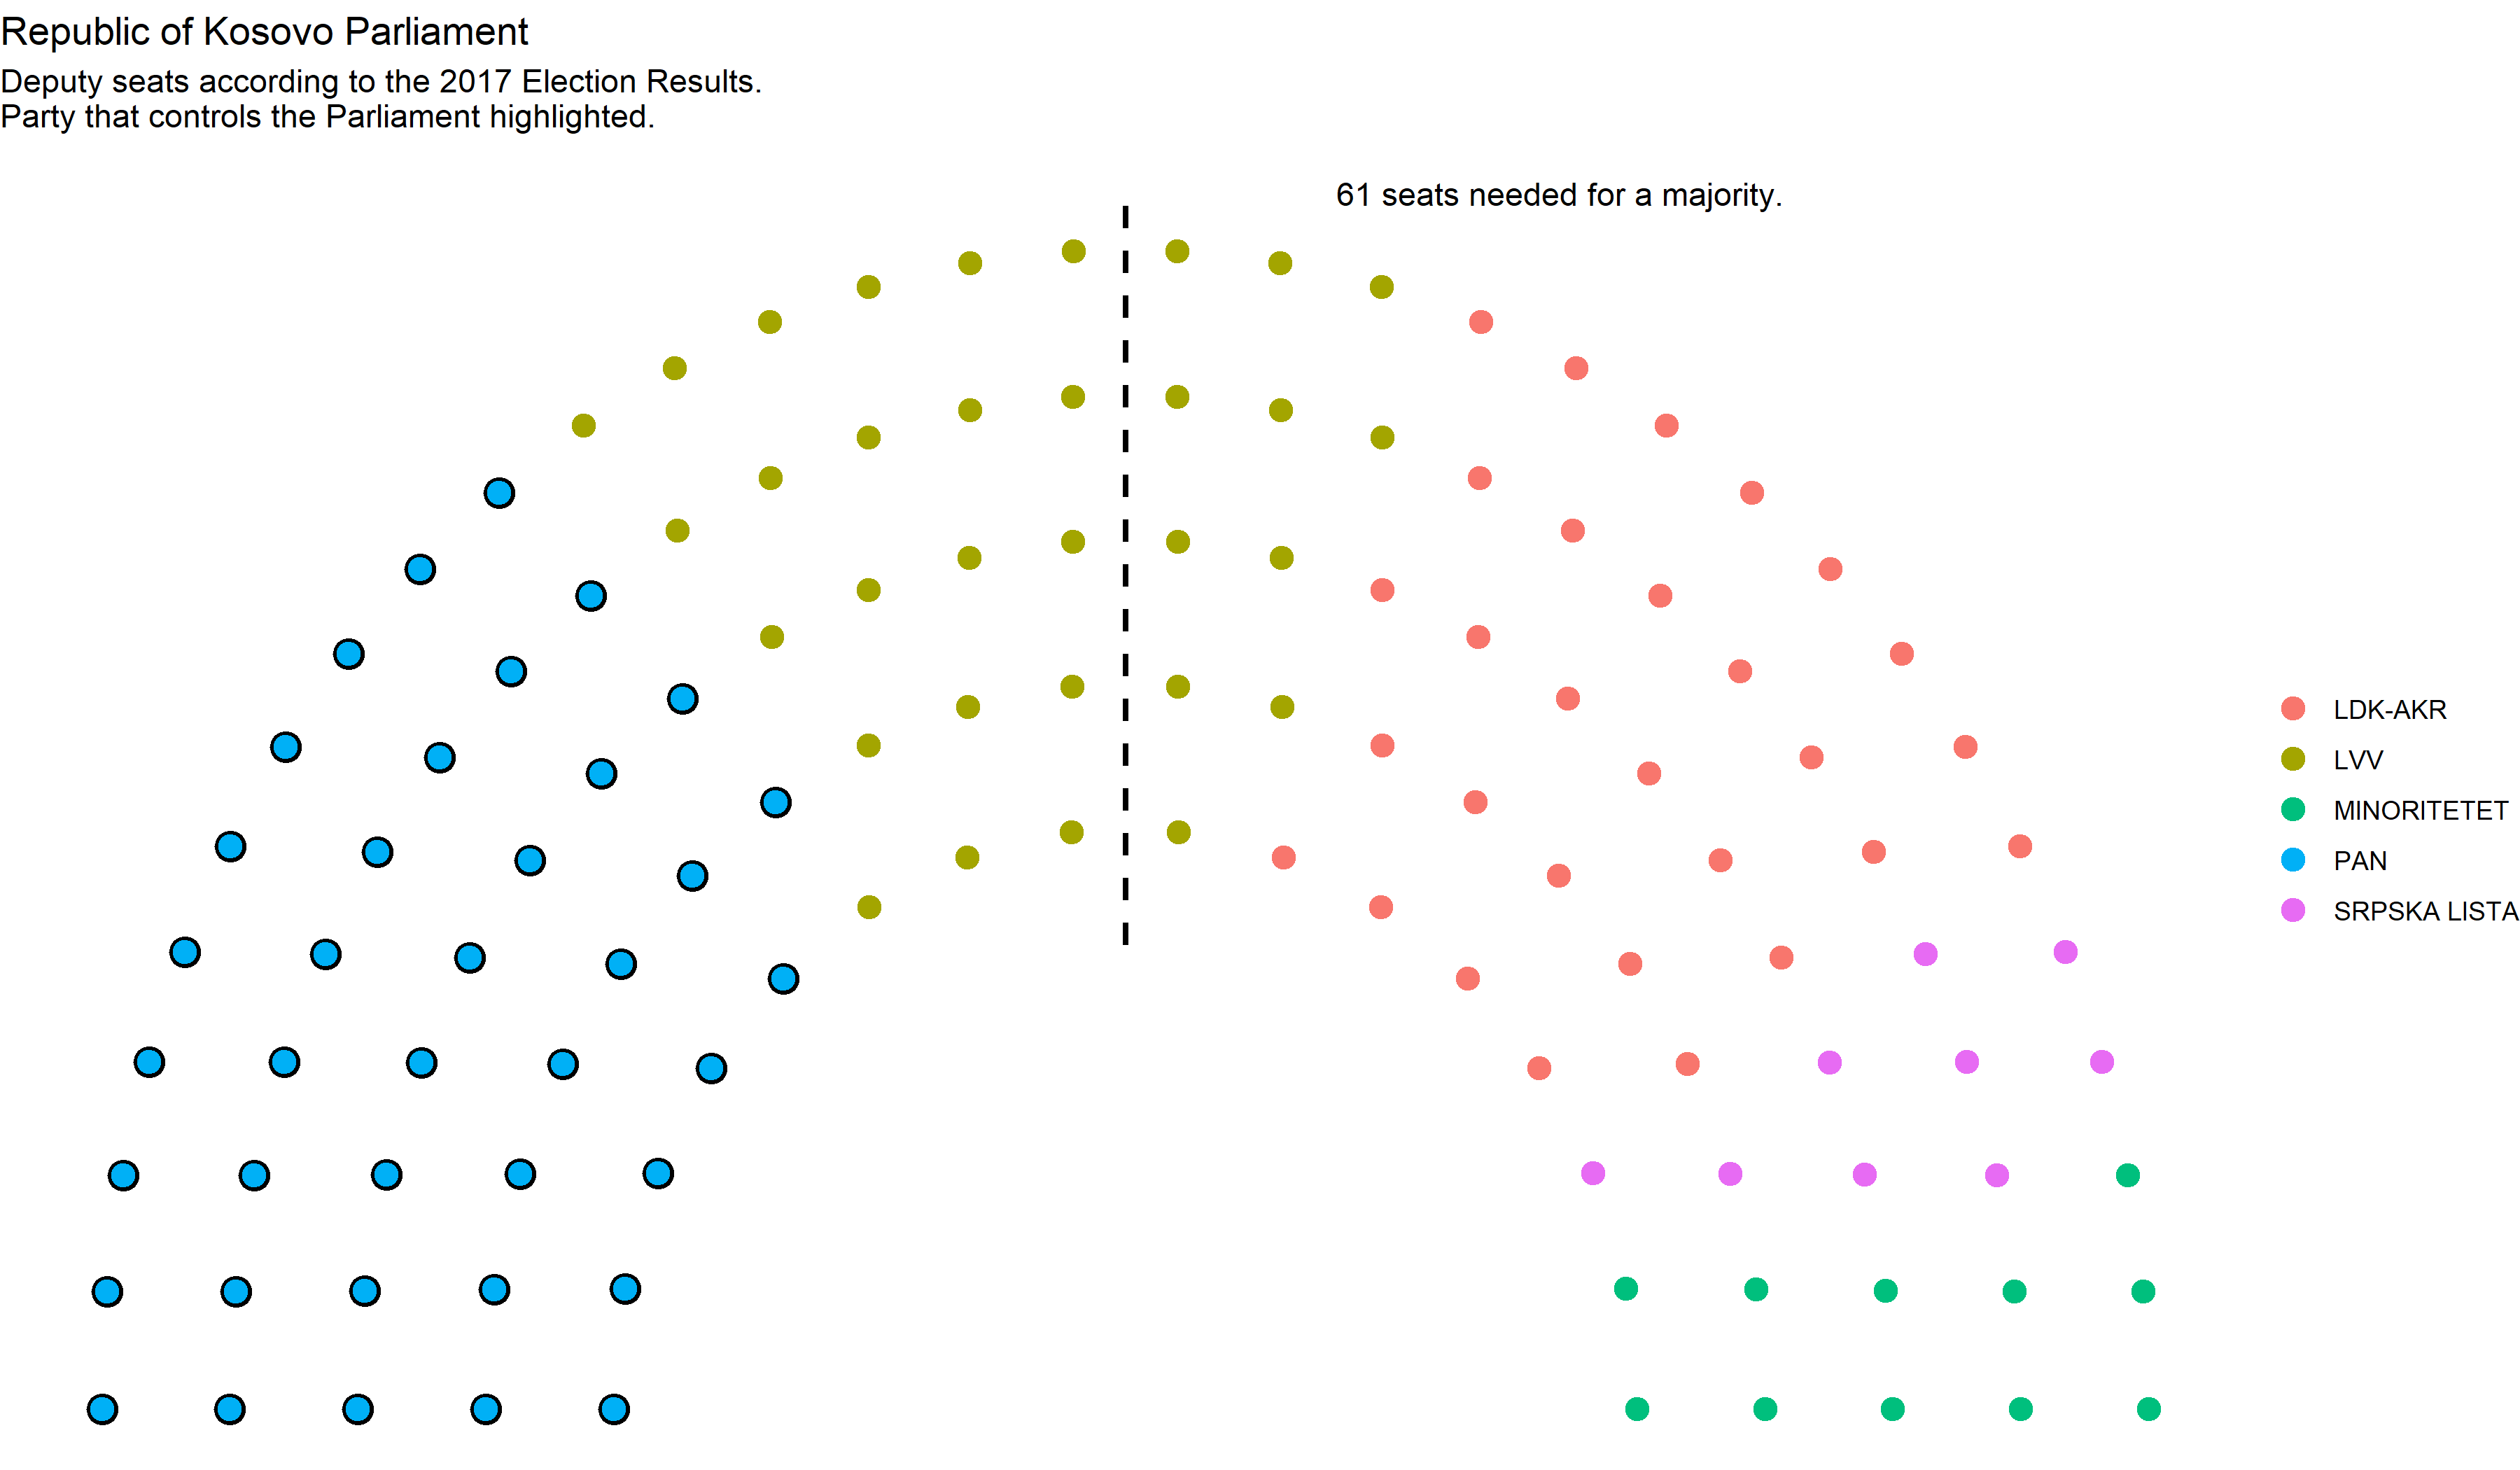 Republic of Kosovo Parliament
Deputy seats according to the 2017 Election Results.
Party that controls the Parliament highlighted.
61 seats needed for a majority.
LDK-AKR
LVV
MINORITETET
PAN
SRPSKA LISTA